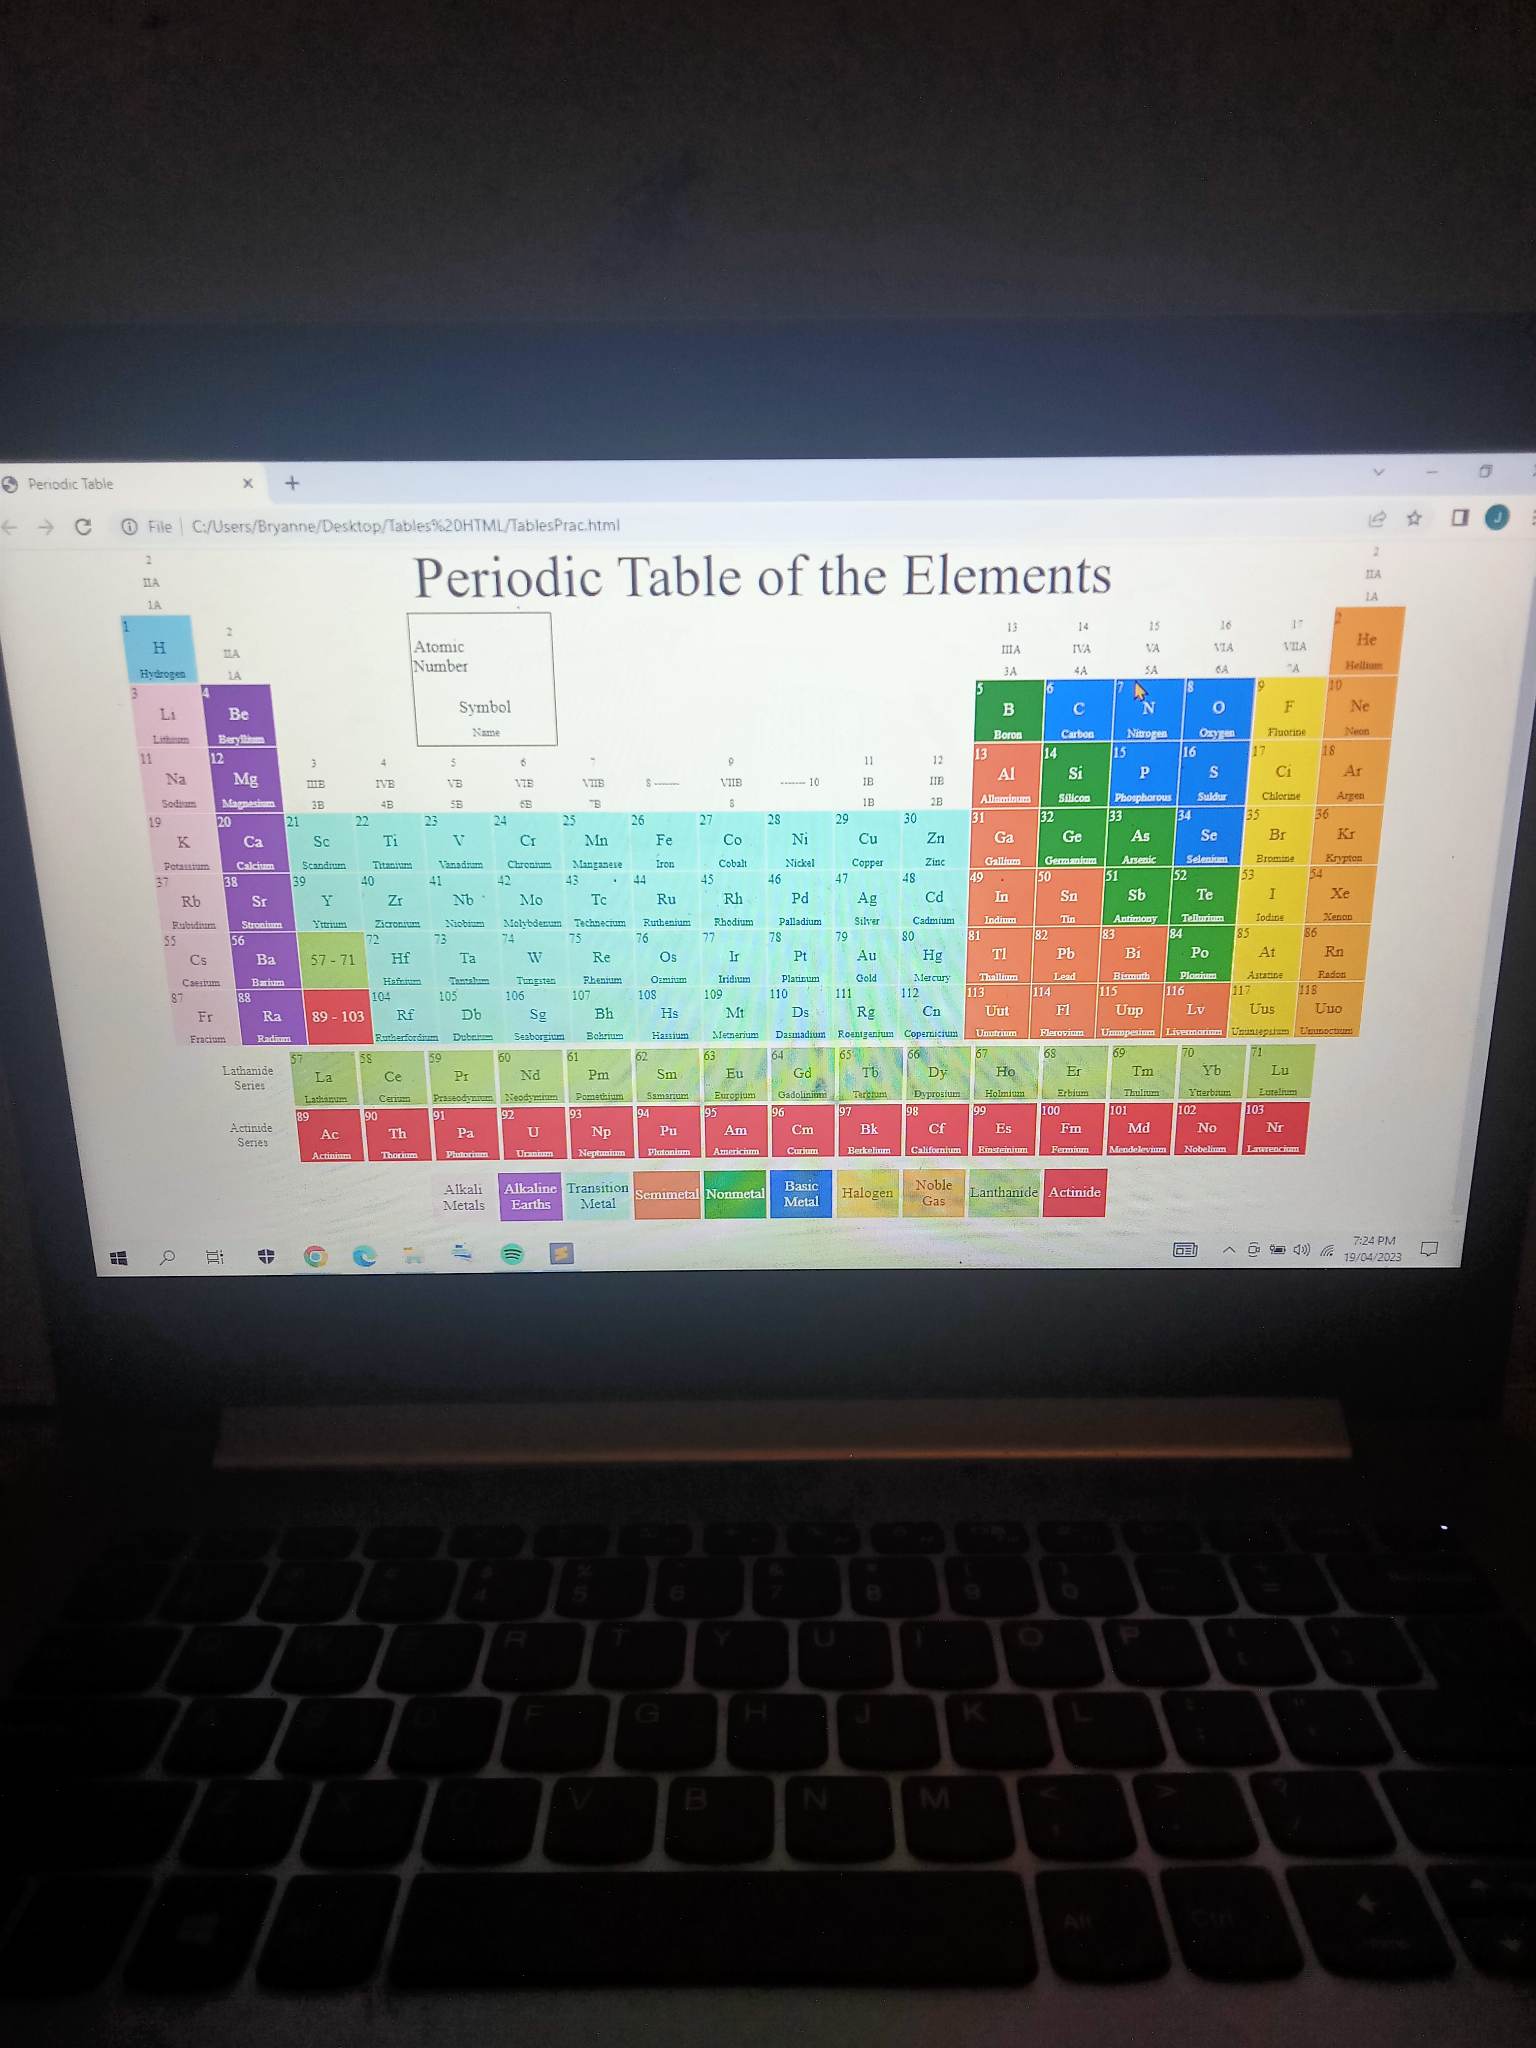 Periodic Table
File C:/Users/Bryanne/Desktop/Tables%20HTML/TablesPrac.html
Periodic Table of the Elements
2
IIA
1A
2
IIA
1A
2
IIA
1A
13 14 15 16 17
IIIA IVA VA VIA VIIA
3A 4A 5A 6A 7A
Atomic
Number
Symbol
Name
1 2
H He
Hydrogen Hellium
3 4 5 6 7 8 9 10
Li Be B C N O F Ne
Lithium Beryllium Boron Carbon Nitrogen Oxygen Fluorine Neon
11 12 13 14 15 16 17 18
Na Mg Al Si P S Ci Ar
Sodium Magnesium Silicon Phosphorous Suldur Chlorine Argen
3 4 5 6 7 9 11 12
IIIB IVB VB VIB VIIB 8 ------- VIIB ------- 10 IB IIB
3B 4B 5B 6B 7B 8 1B 2B
19 20 21 22 23 24 25 26 27 28 29 30 31 32 33 34 35 36
K Ca Sc Ti V Cr Mn Fe Co Ni Cu Zn Ga Ge As Se Br Kr
Potassium Calcium Scandium Titanium Vanadium Chronium Manganese Iron Cobalt Nickel Copper Zinc Gallium Germanium Arsenic Selenium Bromine Krypton
37 38 39 40 41 42 43 44 45 46 47 48 49 50 51 52 53 54
Rb Sr Y Zr Nb Mo Tc Ru Rh Pd Ag Cd In Sn Sb Te I Xe
Rubidium Stronium Yttrium Zicronium Niobium Molybdenum Technecium Ruthenium Rhodium Palladium Silver Cadmium Indium Tin Antimony Tellurium Iodine Xenon
55 56 72 73 74 75 76 77 78 79 80 81 82 83 84 85 86
Cs Ba 57 - 71 Hf Ta W Re Os Ir Pt Au Hg Tl Pb Bi Po At Rn
Caesium Barium Hafnium Tantalum Tungsten Rhenium Osmium Iridium Platinum Gold Mercury Thallium Lead Bismuth Plonium Astatine Radon
87 88 104 105 106 107 108 109 110 111 112 113 114 115 116 117 118
Fr Ra 89 - 103 Rf Db Sg Bh Hs Mt Ds Rg Cn Uut Fl Uup Lv Uus Uuo
Fracium Radium Rutherfordium Dubnium Seaborgium Bohrium Hassium Metnerium Dasmadium Roentgenium Copernicium Ununtrium Flerovium Livermorium Ununoctium
57 58 59 60 61 62 63 64 65 66 67 68 69 70 71
Lathanide
Series
La Ce Pr Nd Pm Sm Eu Gd Tb Dy Ho Er Tm Yb Lu
Lathanum Cerium Praseodynium Neodymium Pomethium Samarium Europium Gadolinium Terbium Dyprosium Holmium Erbium Thulium Ytterbium Lutelium
89 90 91 92 93 94 95 96 97 98 99 100 101 102 103
Actinide
Series
Ac Th Pa U Np Pu Am Cm Bk Cf Es Fm Md No Nr
Actinium Thorium Plutorium Uranium Neptunium Plutonium Americium Curium Berkelium Californium Einsteinium Fermium Mendelevium Nobelium Lawrencium
Alkali
Metals
Alkaline
Earths
Transition
Metal
Semimetal
Nonmetal
Basic
Metal
Halogen
Noble
Gas
Lanthanide
Actinide
7:24 PM
19/04/2023
4 5 6 7 8 9 0
R T Y U I O P
F G H J K L
V B N M
Alt Ctrl